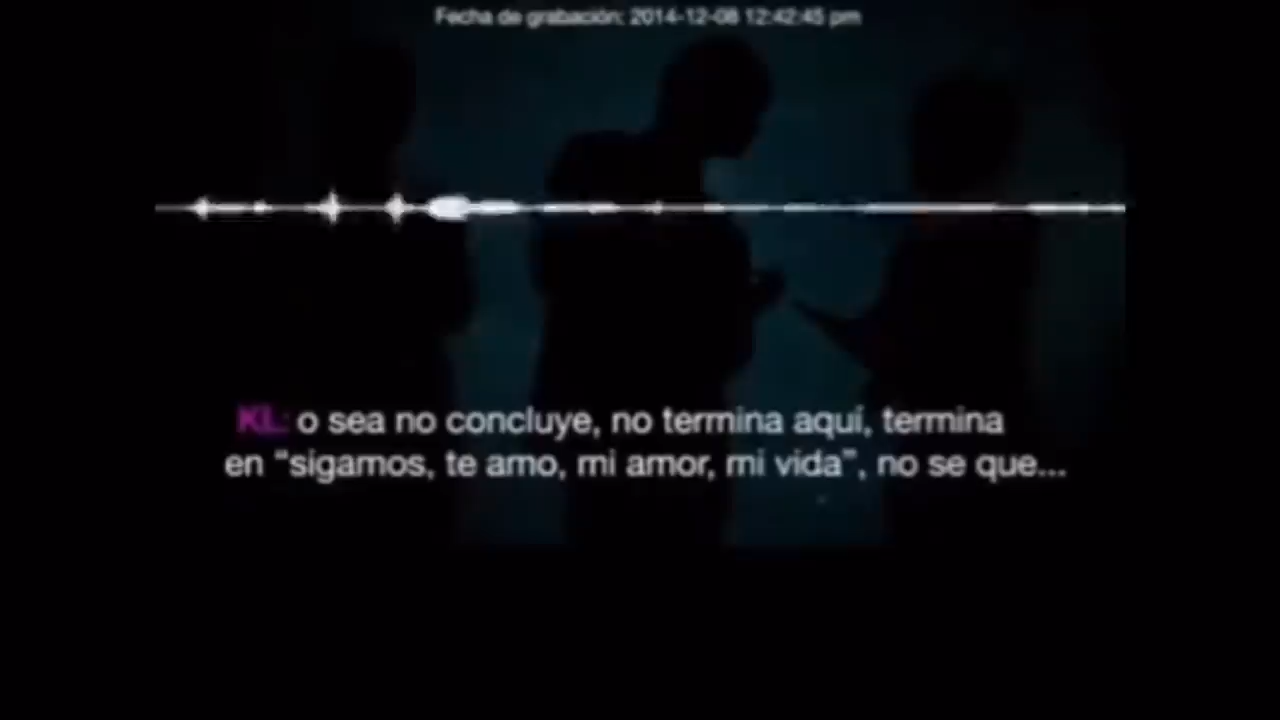 Fecha de grabación: 2014-12-08 12:42:45 pm
KL: o sea no concluye, no termina aquí, termina
en “sigamos, te amo, mi amor, mi vida”, no se que...